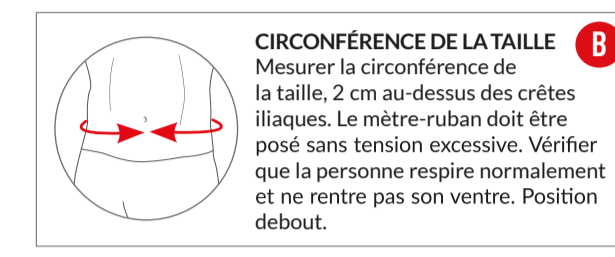 CIRCONFÉRENCE DE LA TAILLE
B
Mesurer la circonférence de
la taille, 2 cm au-dessus des crêtes
iliaques. Le mètre-ruban doit être
posé sans tension excessive. Vérifier
que la personne respire normalement
et ne rentre pas son ventre. Position
debout.